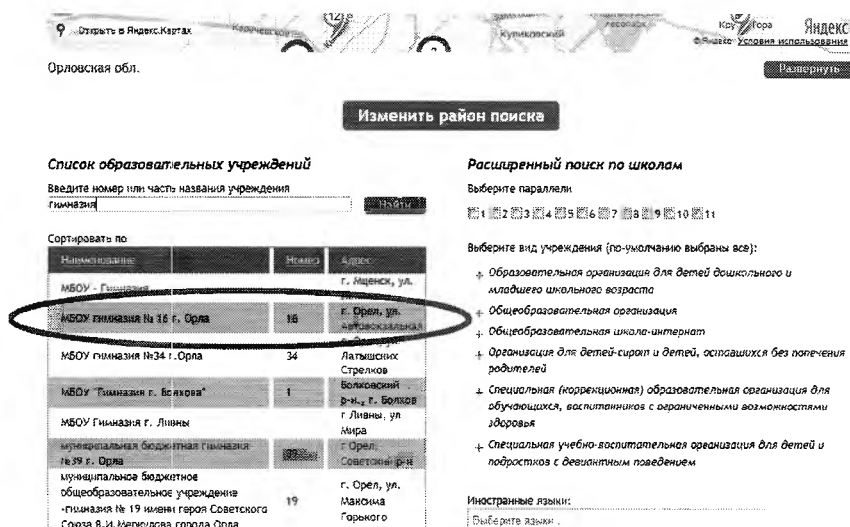 Открыть в Яндекс.Картах
Куликовский
Яндекс
© Яндекс Условия использования
Орловская обл.
Развернуть
Изменить район поиска
Список образовательных учреждений
Введите номер или часть названия учреждения
гимназия
Найти
Сортировать по
Наименование Номер Адрес
МБОУ - Гимназия г. Мценск, ул.
МБОУ гимназия № 16 г. Орла 16 г. Орел, ул.
Автовокзальная
МБОУ гимназия №34 г.Орла 34
Латышских
Стрелков
МБОУ "Гимназия г. Болхова" 1 Болховский
р-н., г. Болхов
МБОУ Гимназия г. Ливны г Ливны, ул
Мира
муниципальная бюджетная гимназия
№39 г. Орла 39 г Орел,
Советский р-н
муниципальное бюджетное
общеобразовательное учреждение
-гимназия № 19 имени героя Советского
Союза В.И. Меркулова города Орла
19
г. Орел, ул.
Максима
Горького
Расширенный поиск по школам
Выберите параллели
1 2 3 4 5 6 7 8 9 10 11
Выберите вид учреждения (по-умолчанию выбраны все):
+ Образовательная организация для детей дошкольного и
младшего школьного возраста
+ Общеобразовательная организация
+ Общеобразовательная школа-интернат
+ Организация для детей-сирот и детей, оставшихся без попечения
родителей
+ Специальная (коррекционная) образовательная организация для
обучающихся, воспитанников с ограниченными возможностями
здоровья
+ Специальная учебно-воспитательная организация для детей и
подростков с девиантным поведением
Иностранные языки:
Выберите языки .